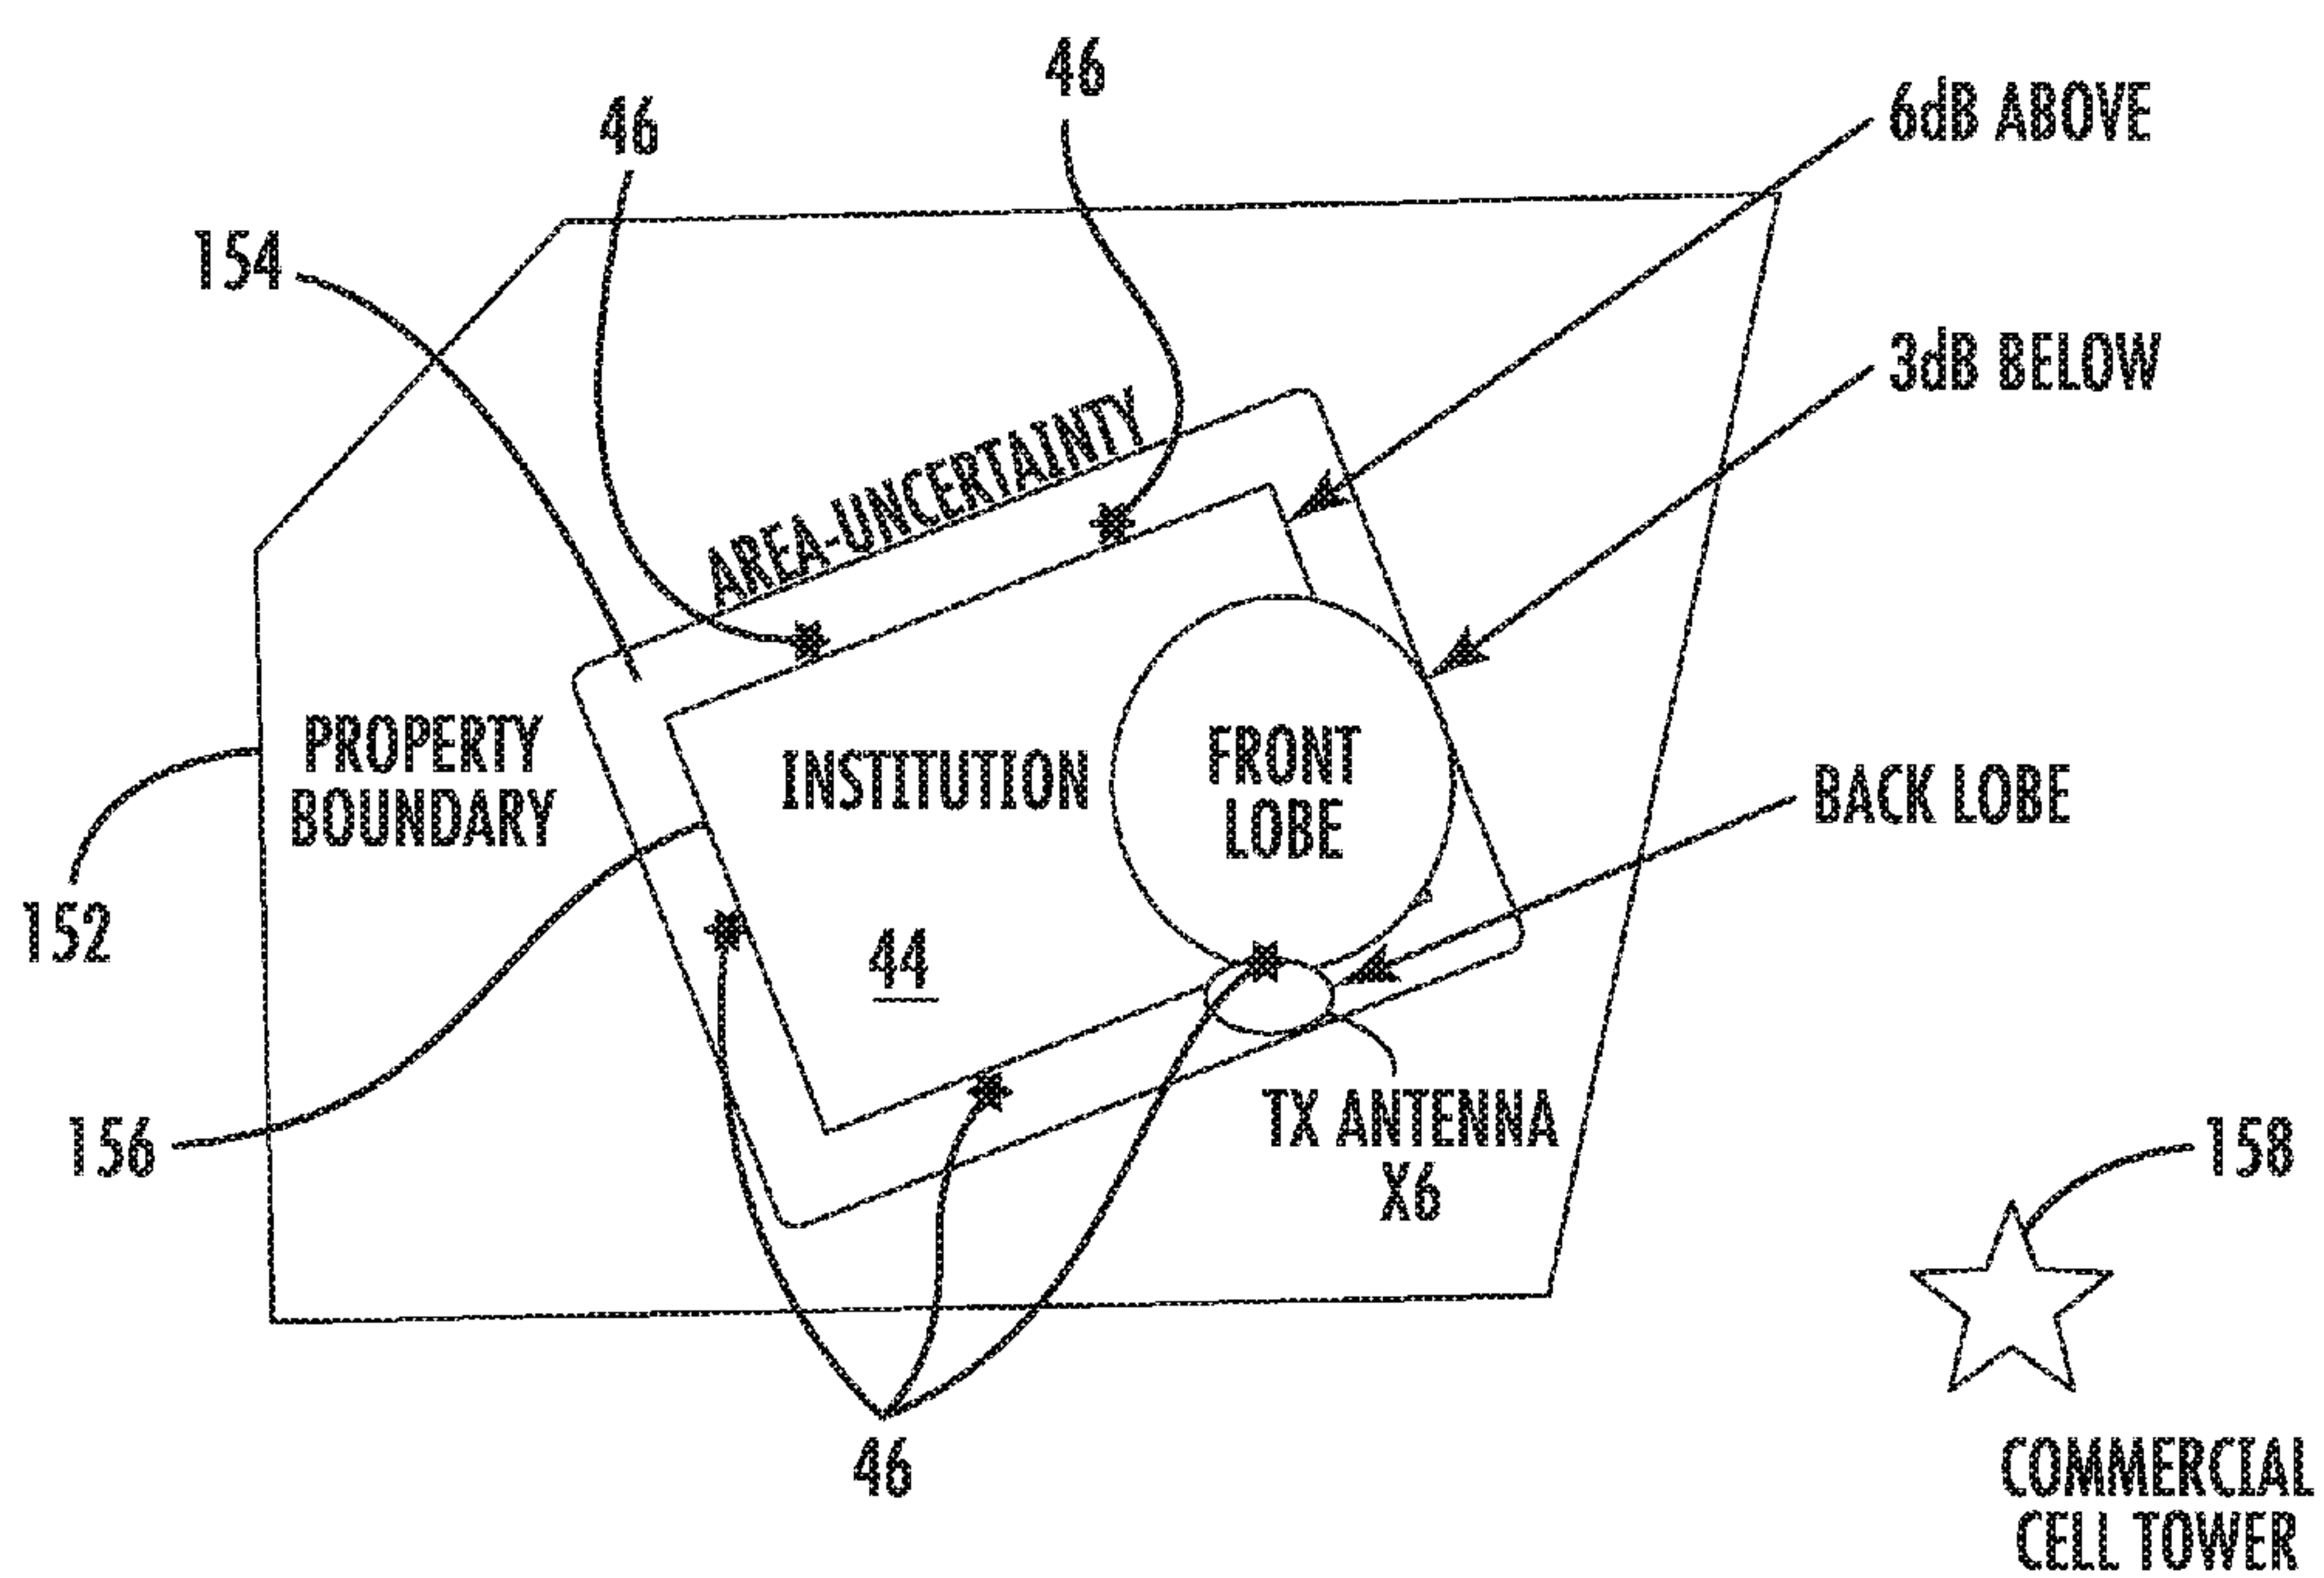 46
46
6dB ABOVE
154
3dB BELOW
AREA-UNCERTAINTY
PROPERTY
BOUNDARY
INSTITUTION
FRONT
LOBE
BACK LOBE
152
44
TX ANTENNA
X6
156
158
46
COMMERCIAL
CELL TOWER